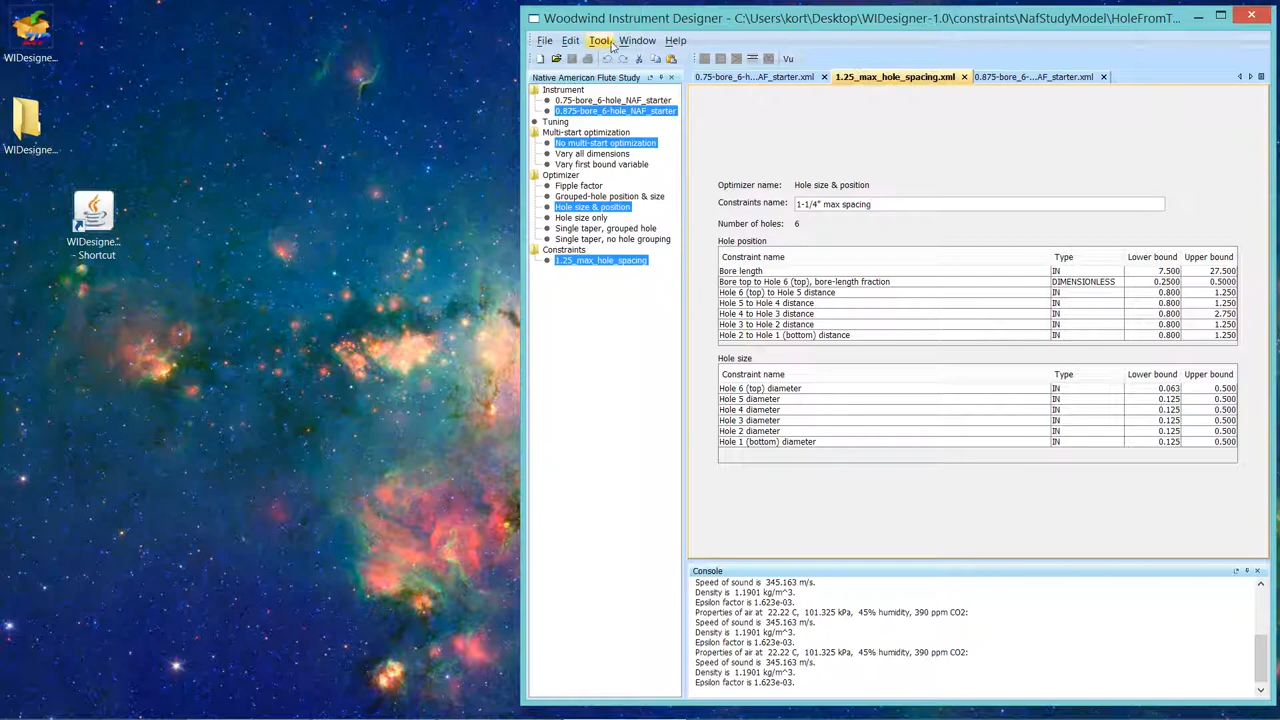 WIDesigne...
WIDesigne...
WIDesigne...
- Shortcut
Woodwind Instrument Designer - C:\Users\kort\Desktop\WIDesigner-1.0\constraints\NafStudyModel\HoleFromT...
File Edit Tool Window Help
Vu
Native American Flute Study
0.75-bore_6-h...AF_starter.xml
1.25_max_hole_spacing.xml
0.875-bore_6-...AF_starter.xml
Instrument
0.75-bore_6-hole_NAF_starter
0.875-bore_6-hole_NAF_starter
Tuning
Multi-start optimization
No multi-start optimization
Vary all dimensions
Vary first bound variable
Optimizer
Fipple factor
Grouped-hole position & size
Hole size & position
Hole size only
Single taper, grouped hole
Single taper, no hole grouping
Constraints
1.25_max_hole_spacing
Optimizer name: Hole size & position
Constraints name: 1-1/4" max spacing
Number of holes: 6
Hole position
Constraint name Type Lower bound Upper bound
Bore length IN 7.500 27.500
Bore top to Hole 6 (top), bore-length fraction DIMENSIONLESS 0.2500 0.5000
Hole 6 (top) to Hole 5 distance IN 0.800 1.250
Hole 5 to Hole 4 distance IN 0.800 1.250
Hole 4 to Hole 3 distance IN 0.800 2.750
Hole 3 to Hole 2 distance IN 0.800 1.250
Hole 2 to Hole 1 (bottom) distance IN 0.800 1.250
Hole size
Constraint name Type Lower bound Upper bound
Hole 6 (top) diameter IN 0.063 0.500
Hole 5 diameter IN 0.125 0.500
Hole 4 diameter IN 0.125 0.500
Hole 3 diameter IN 0.125 0.500
Hole 2 diameter IN 0.125 0.500
Hole 1 (bottom) diameter IN 0.125 0.500
Console
Speed of sound is 345.163 m/s.
Density is 1.1901 kg/m^3.
Epsilon factor is 1.623e-03.
Properties of air at 22.22 C, 101.325 kPa, 45% humidity, 390 ppm CO2:
Speed of sound is 345.163 m/s.
Density is 1.1901 kg/m^3.
Epsilon factor is 1.623e-03.
Properties of air at 22.22 C, 101.325 kPa, 45% humidity, 390 ppm CO2:
Speed of sound is 345.163 m/s.
Density is 1.1901 kg/m^3.
Epsilon factor is 1.623e-03.